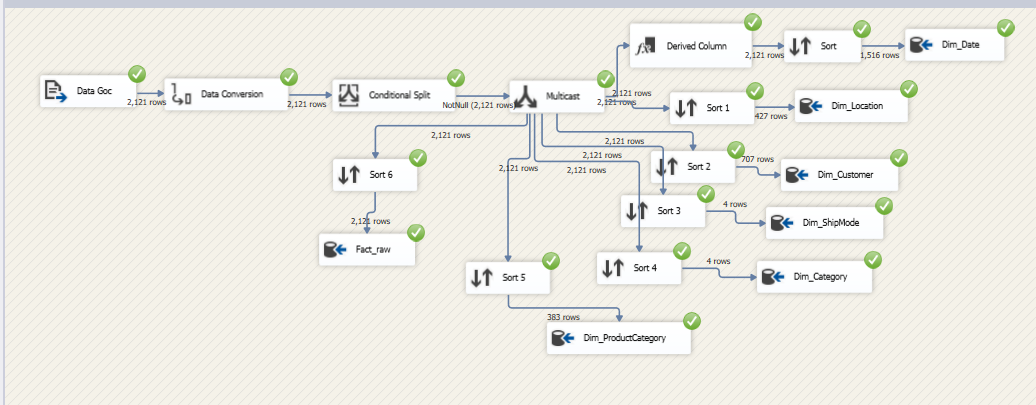 Derived Column
2,121 rows
Sort
1,516 rows
Dim_Date
Data Goc
2,121 rows
Data Conversion
2,121 rows
Conditional Split
NotNull (2,121 rows)
Multicast
2,121 rows
2,121 rows
Sort 1
427 rows
Dim_Location
2,121 rows
2,121 rows
2,121 rows
2,121 rows
2,121 rows
Sort 2
707 rows
Dim_Customer
Sort 6
2,121 rows
Fact_raw
Sort 3
4 rows
Dim_ShipMode
Sort 4
4 rows
Dim_Category
Sort 5
383 rows
Dim_ProductCategory